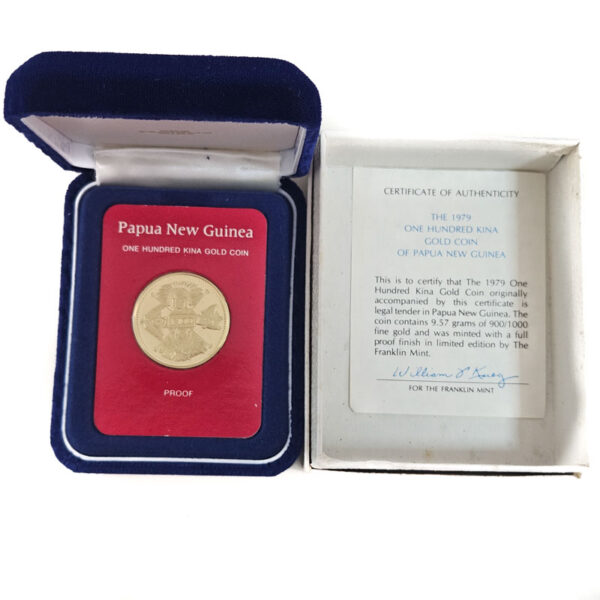 Papua New Guinea
ONE HUNDRED KINA GOLD COIN
PROOF
CERTIFICATE OF AUTHENTICITY
THE 1979
ONE HUNDRED KINA
GOLD COIN
OF PAPUA NEW GUINEA
This is to certify that The 1979 One
Hundred Kina Gold Coin originally
accompanied by this certificate is
legal tender in Papua New Guinea. The
coin contains 9.57 grams of 900/1000
fine gold and was minted with a full
proof finish in limited edition by The
Franklin Mint.
FOR THE FRANKLIN MINT